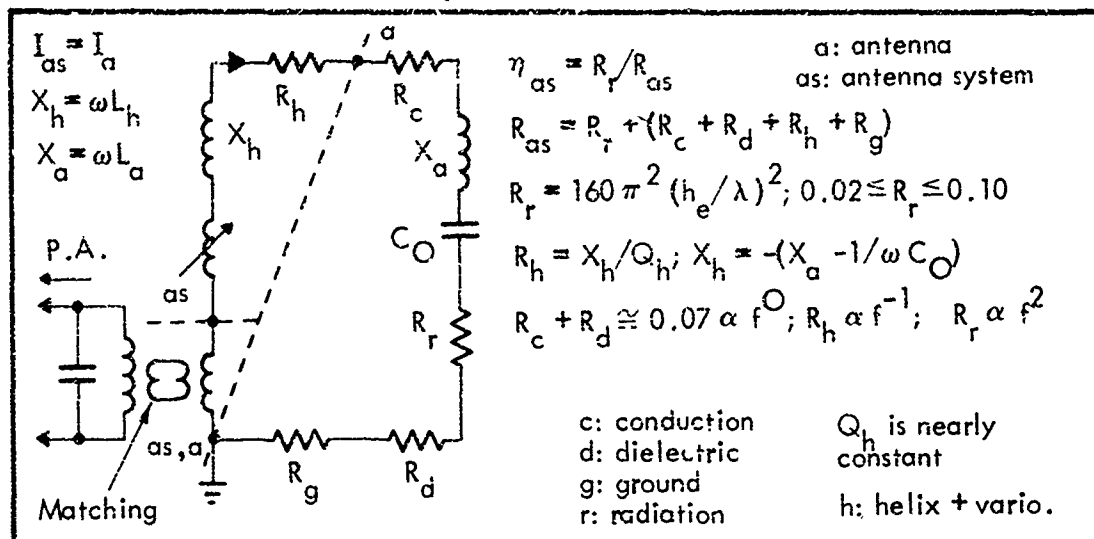 I_as = I_a
X_h = ωL_h
X_a = ωL_a
P.A.
as
as,a
Matching
a
R_h
R_c
X_h
X_a
C_O
R_r
R_g
R_d
η_as = R_r/R_as
a: antenna
as: antenna system
R_as = R_r + (R_c + R_d + R_h + R_g)
R_r = 160 π² (h_e/λ)²; 0.02 ≤ R_r ≤ 0.10
R_h = X_h/Q_h; X_h = -(X_a - 1/ω C_O)
R_c + R_d ≅ 0.07 α f^O; R_h α f^-1; R_r α f²
c: conduction
d: dielectric
g: ground
r: radiation
Q_h is nearly
constant
h: helix + vario.